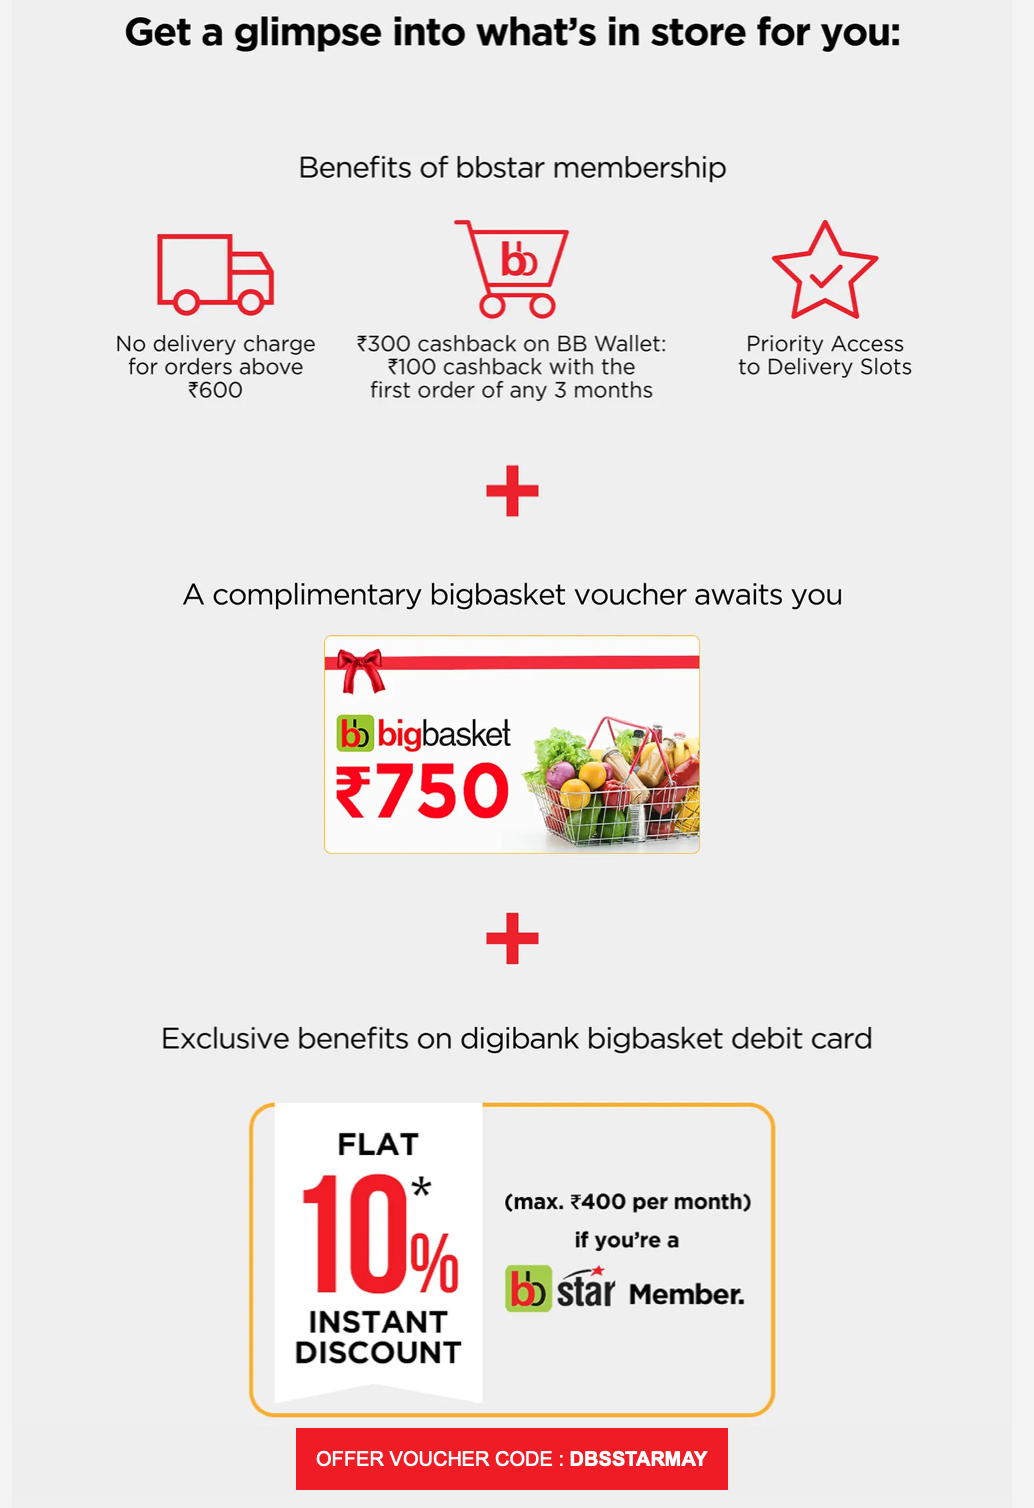 Get a glimpse into what's in store for you:
Benefits of bbstar membership
No delivery charge
for orders above
₹600
bb
₹300 cashback on BB Wallet:
₹100 cashback with the
first order of any 3 months
Priority Access
to Delivery Slots
+
A complimentary bigbasket voucher awaits you
bb bigbasket
₹750
+
Exclusive benefits on digibank bigbasket debit card
FLAT
10*%
INSTANT
DISCOUNT
(max. ₹400 per month)
if you're a
bb star Member.
OFFER VOUCHER CODE : DBSSTARMAY